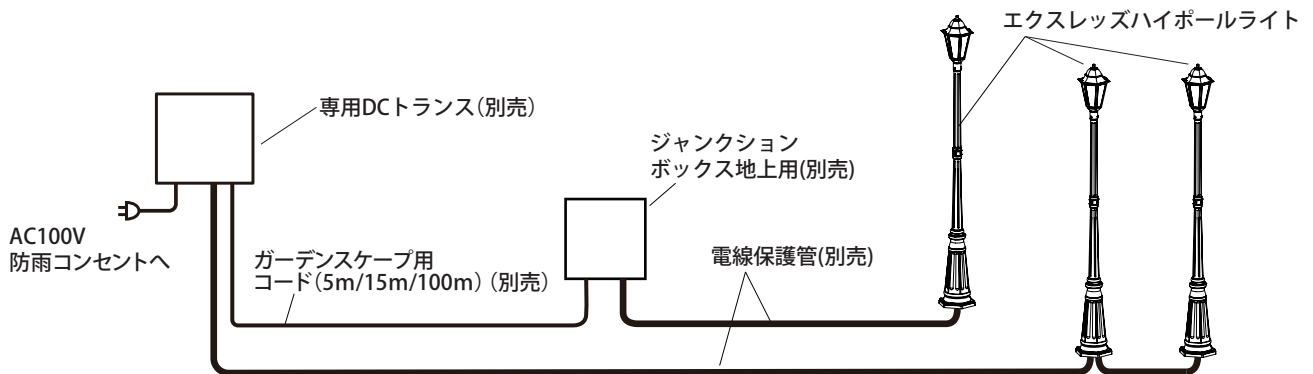 エクスレッズハイポールライト
専用DCトランス(別売)
ジャンクション
ボックス地上用(別売)
AC100V
防雨コンセントへ
ガーデンスケープ用
コード(5m/15m/100m)(別売)
電線保護管(別売)